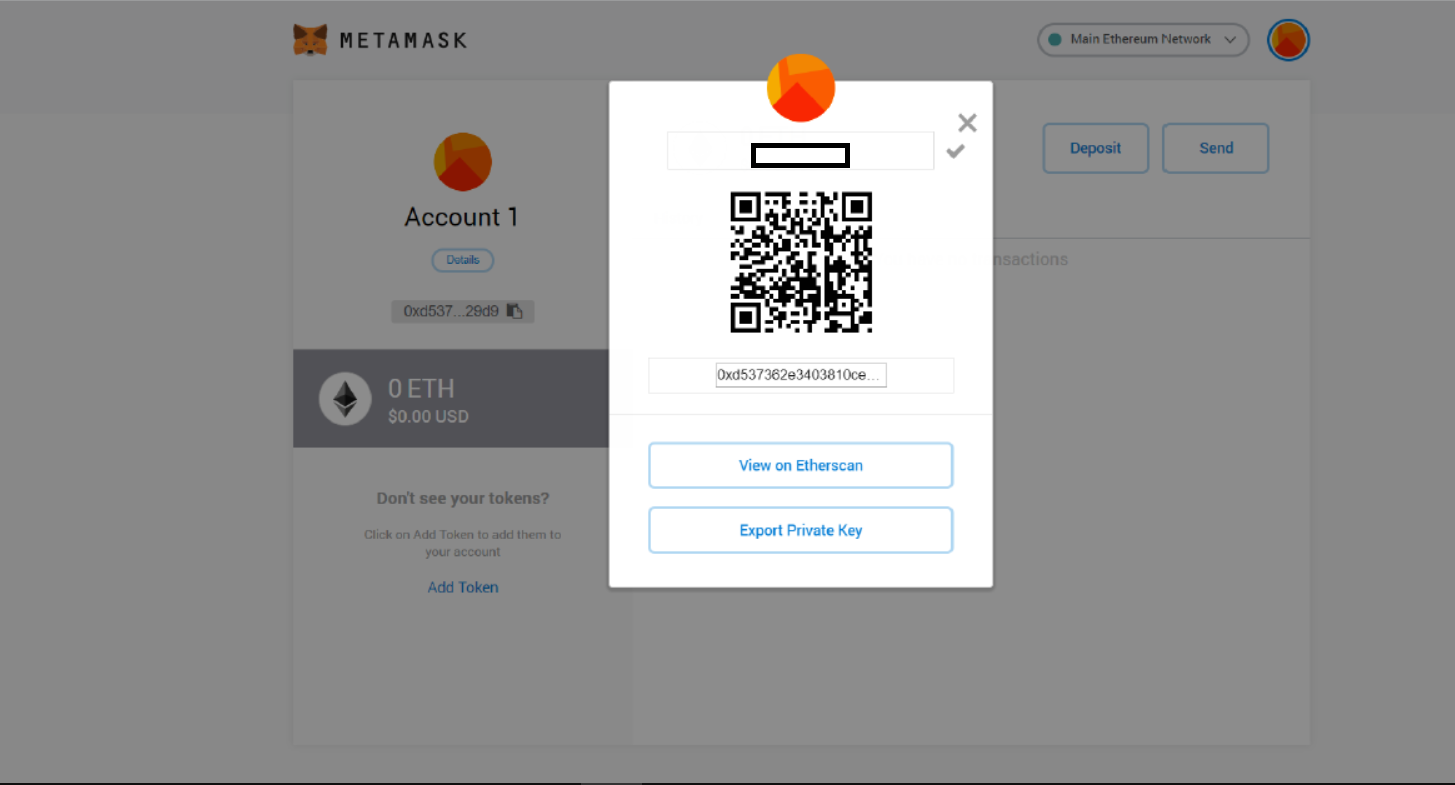 METAMASK
Main Ethereum Network
Account 1
Details
0xd537...29d9
0 ETH
$0.00 USD
Don't see your tokens?
Click on Add Token to add them to
your account
Add Token
0xd537362e3403810ce...
View on Etherscan
Export Private Key
Deposit
Send
nsactions